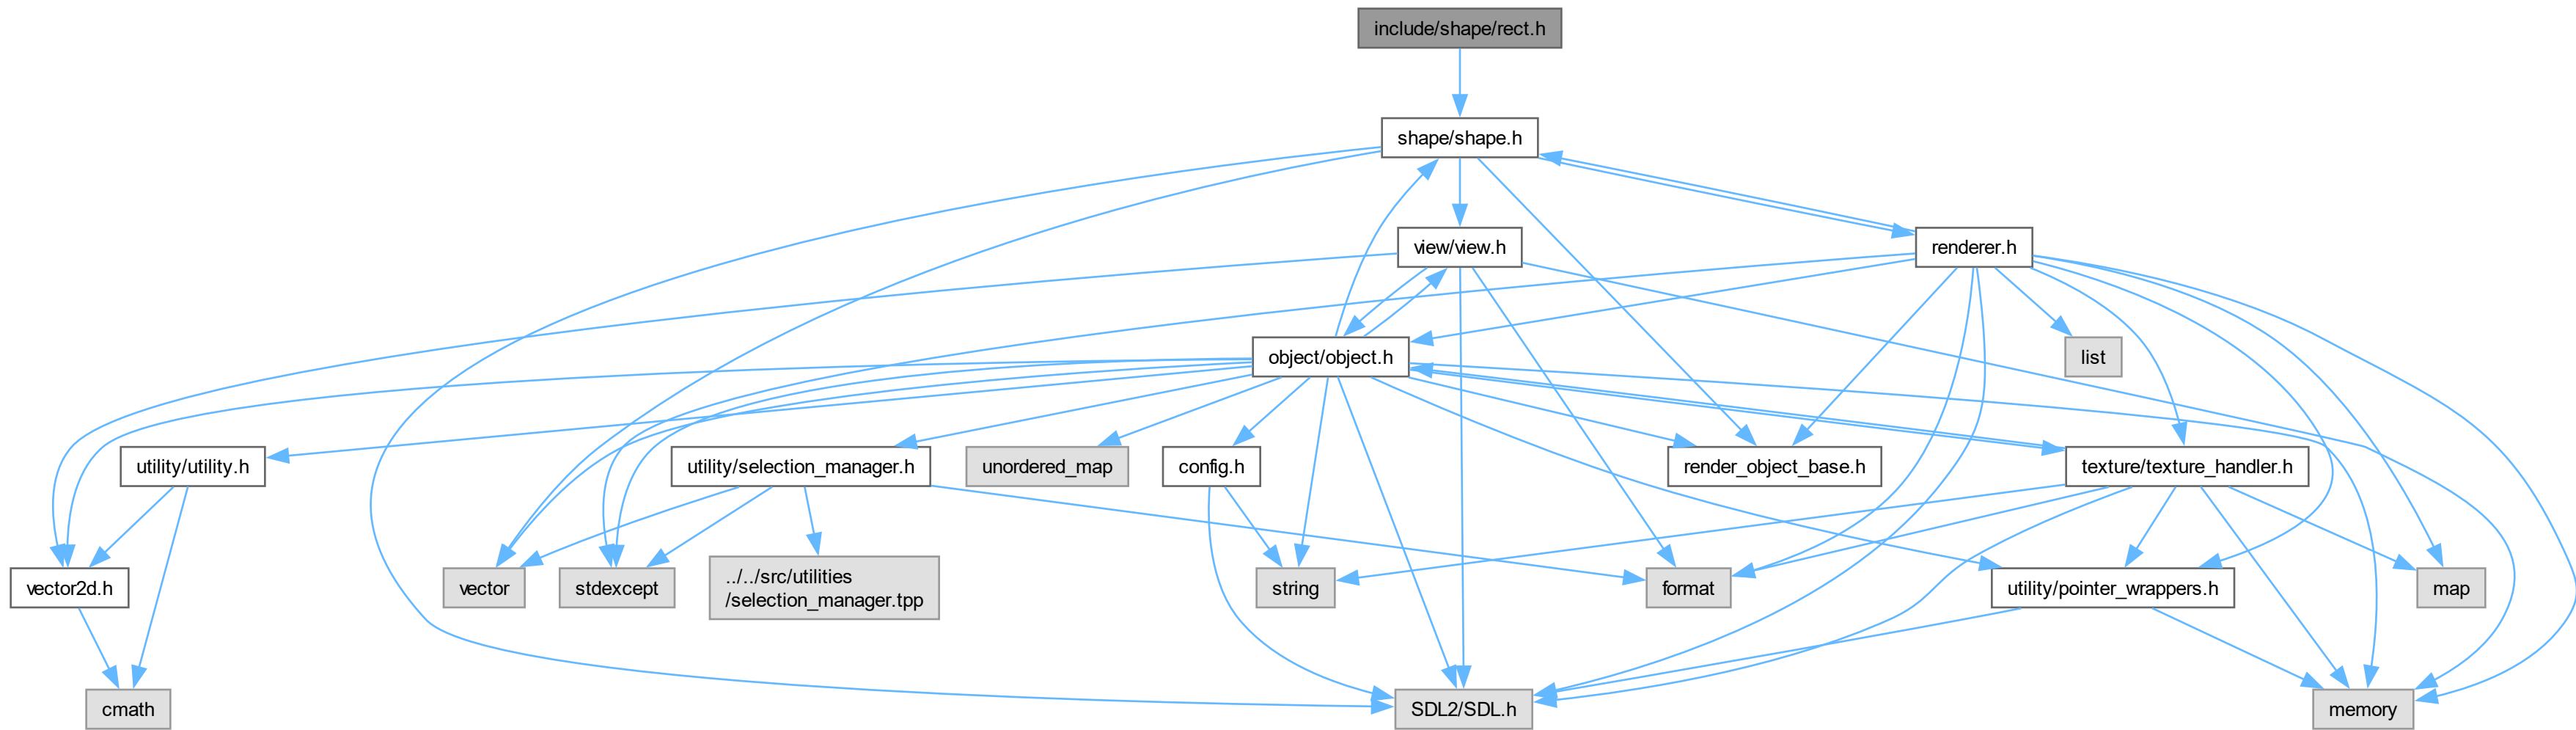 include/shape/rect.h
shape/shape.h
view/view.h
renderer.h
object/object.h
list
utility/utility.h
utility/selection_manager.h
unordered_map
config.h
render_object_base.h
texture/texture_handler.h
vector2d.h
vector
stdexcept
../../src/utilities
/selection_manager.tpp
string
format
utility/pointer_wrappers.h
map
cmath
SDL2/SDL.h
memory